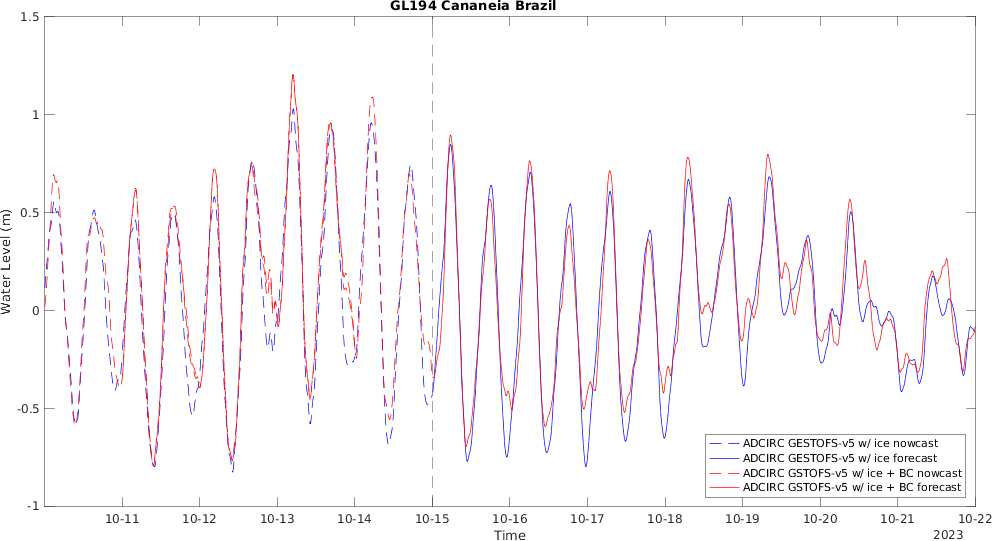 GL194 Cananeia Brazil
1.5
1
0.5
0
-0.5
-1
Water Level (m)
10-11
10-12
10-13
10-14
10-15
10-16
10-17
10-18
10-19
10-20
10-21
10-22
Time
2023
ADCIRC GESTOFS-v5 w/ ice nowcast
ADCIRC GESTOFS-v5 w/ ice forecast
ADCIRC GSTOFS-v5 w/ ice + BC nowcast
ADCIRC GSTOFS-v5 w/ ice + BC forecast